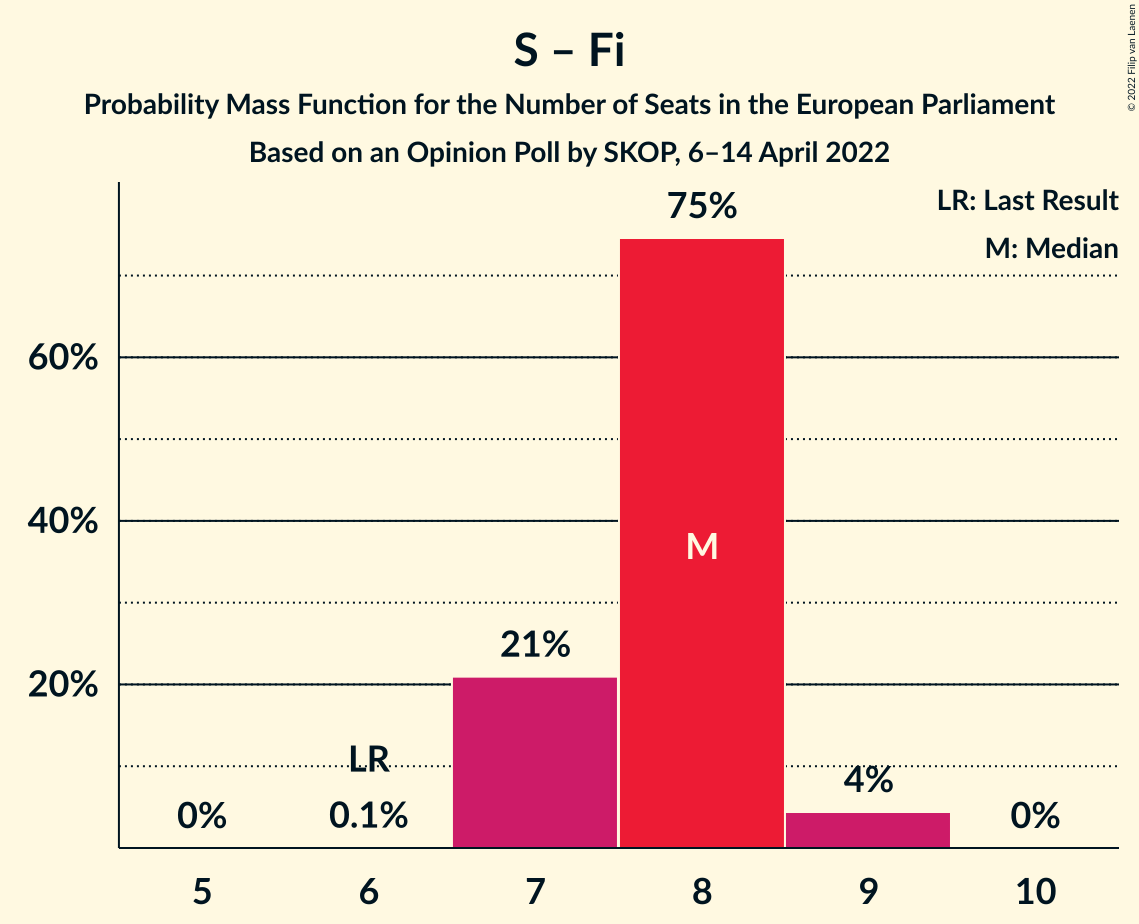 S – Fi
Probability Mass Function for the Number of Seats in the European Parliament
Based on an Opinion Poll by SKOP, 6–14 April 2022
© 2022 Filip van Laenen
LR: Last Result
M: Median
75%
60%
40%
M
21%
20%
LR
4%
0%
0.1%
0%
5
6
7
8
9
10